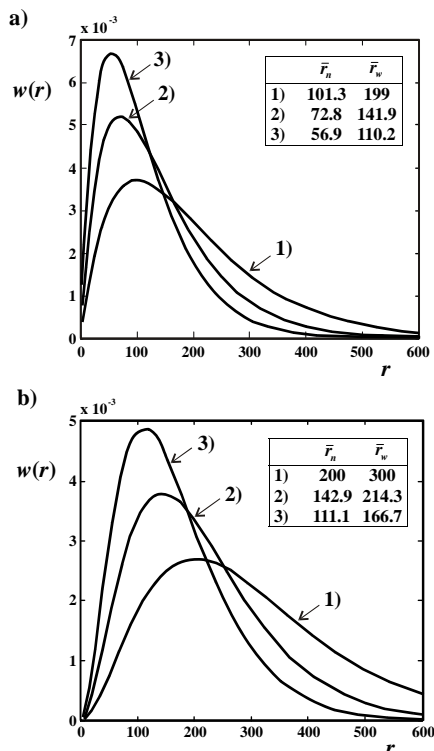 a)
x 10⁻³
7
6
5
4
3
2
1
0
w(r)
3)
2)
1)
r̄ₙ r̄_w
1) 101.3 199
2) 72.8 141.9
3) 56.9 110.2
0 100 200 300 400 500 600
r
b)
x 10⁻³
5
4
3
2
1
0
w(r)
3)
2)
1)
r̄ₙ r̄_w
1) 200 300
2) 142.9 214.3
3) 111.1 166.7
0 100 200 300 400 500 600
r